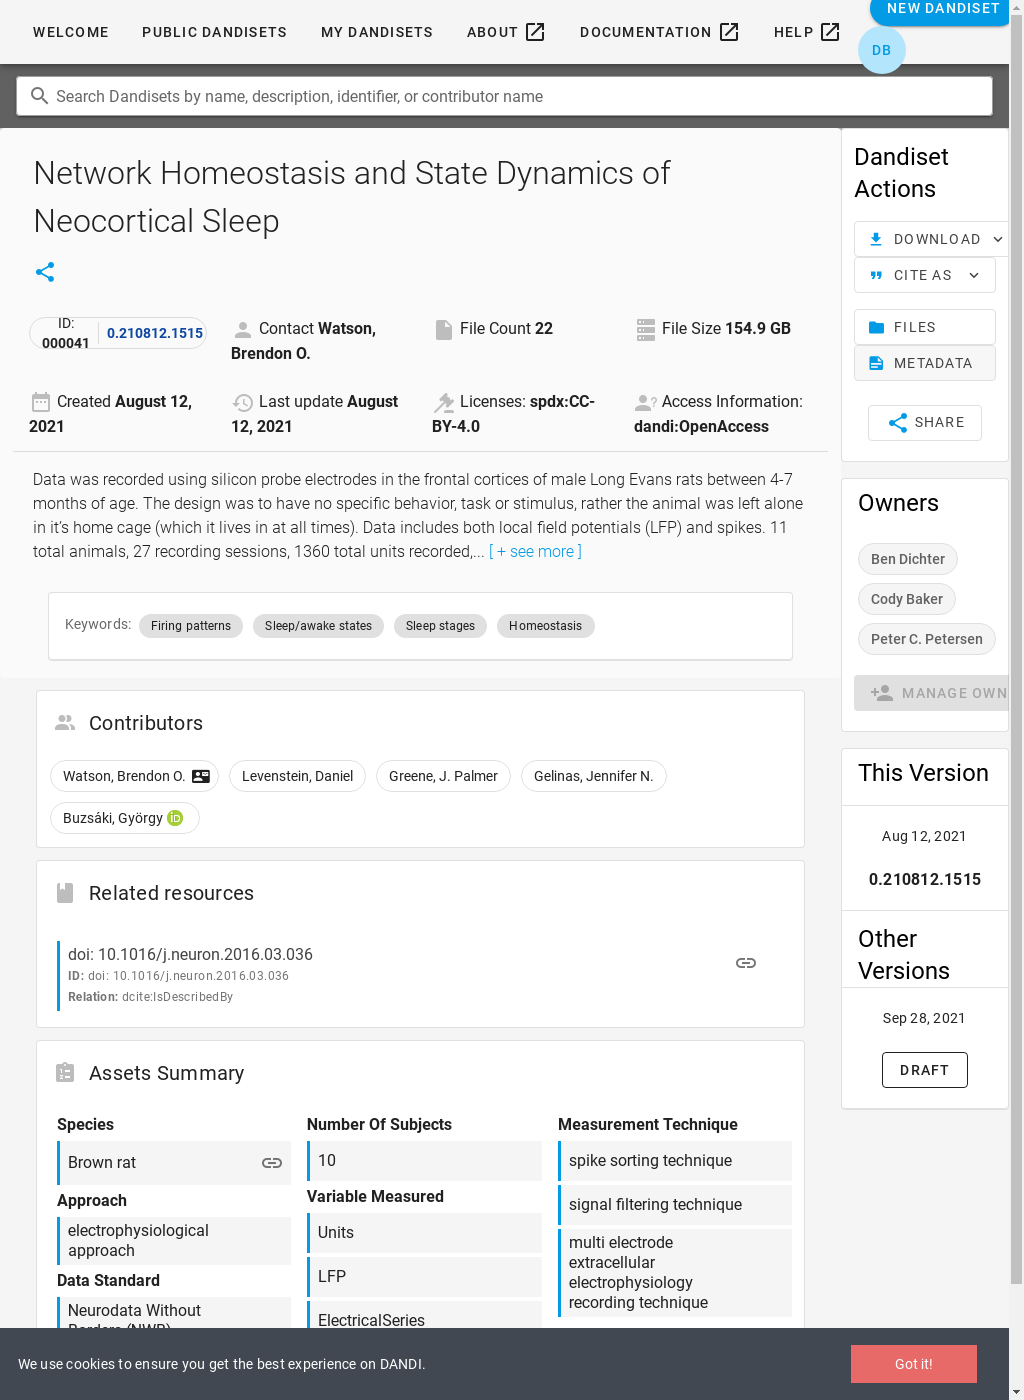 WELCOME
PUBLIC DANDISETS
MY DANDISETS
ABOUT
DOCUMENTATION
HELP
NEW DANDISET
DB
Search Dandisets by name, description, identifier, or contributor name
Network Homeostasis and State Dynamics of
Neocortical Sleep
ID:
000041
0.210812.1515
Contact Watson,
Brendon O.
File Count 22
File Size 154.9 GB
Created August 12,
2021
Last update August
12, 2021
Licenses: spdx:CC-
BY-4.0
Access Information:
dandi:OpenAccess
Data was recorded using silicon probe electrodes in the frontal cortices of male Long Evans rats between 4-7
months of age. The design was to have no specific behavior, task or stimulus, rather the animal was left alone
in it’s home cage (which it lives in at all times). Data includes both local field potentials (LFP) and spikes. 11
total animals, 27 recording sessions, 1360 total units recorded,... [ + see more ]
Keywords:
Firing patterns
Sleep/awake states
Sleep stages
Homeostasis
Contributors
Watson, Brendon O.
Levenstein, Daniel
Greene, J. Palmer
Gelinas, Jennifer N.
Buzsáki, György
iD
Related resources
doi: 10.1016/j.neuron.2016.03.036
ID: doi: 10.1016/j.neuron.2016.03.036
Relation: dcite:IsDescribedBy
Assets Summary
Species
Brown rat
Approach
electrophysiological
approach
Data Standard
Neurodata Without
Borders (NWB)
Number Of Subjects
10
Variable Measured
Units
LFP
ElectricalSeries
Measurement Technique
spike sorting technique
signal filtering technique
multi electrode
extracellular
electrophysiology
recording technique
Dandiset
Actions
DOWNLOAD
CITE AS
FILES
METADATA
SHARE
Owners
Ben Dichter
Cody Baker
Peter C. Petersen
MANAGE OWN
This Version
Aug 12, 2021
0.210812.1515
Other
Versions
Sep 28, 2021
DRAFT
We use cookies to ensure you get the best experience on DANDI.
Got it!